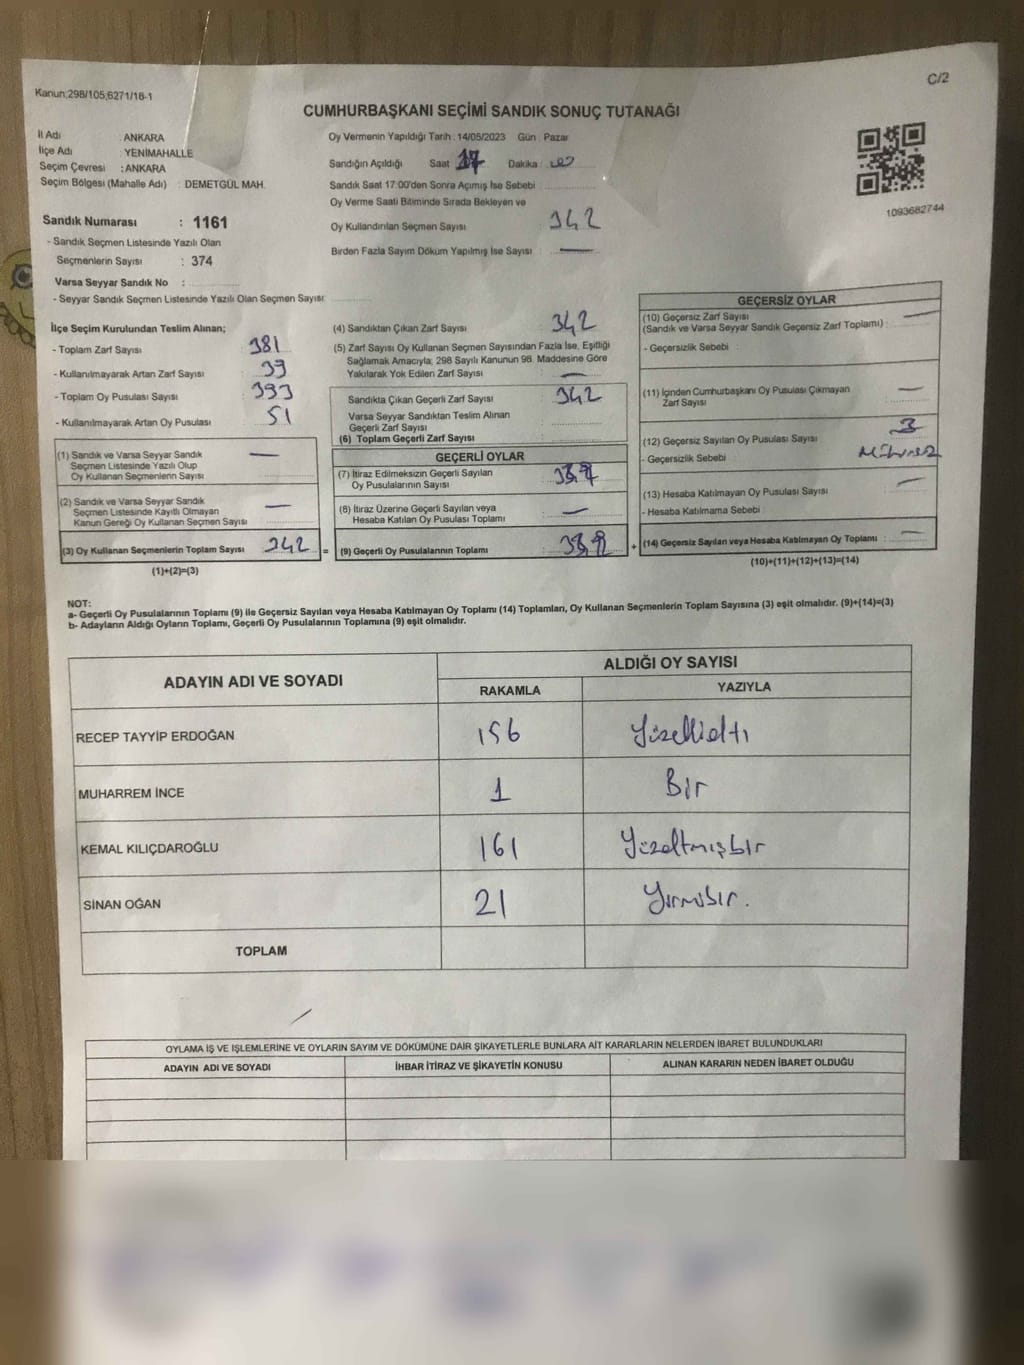 C/2
Kanun:298/105,6271/16-1
CUMHURBAŞKANI SEÇİMİ SANDIK SONUÇ TUTANAĞI
İl Adı : ANKARA
İlçe Adı : YENİMAHALLE
Seçim Çevresi : ANKARA
Seçim Bölgesi (Mahalle Adı) : DEMETGÜL MAH.
Oy Vermenin Yapıldığı Tarih : 14/05/2023 Gün : Pazar
Sandığın Açıldığı Saat 17 Dakika : 00
Sandık Saat 17:00'den Sonra Açımış İse Sebebi
Oy Verme Saati Bitiminde Sırada Bekleyen ve
Oy Kullandırılan Seçmen Sayısı : 342
Birden Fazla Sayım Döküm Yapılmış İse Sayısı : —
1093682744
Sandık Numarası : 1161
- Sandık Seçmen Listesinde Yazılı Olan
Seçmenlerin Sayısı : 374
Varsa Seyyar Sandık No :
- Seyyar Sandık Seçmen Listesinde Yazılı Olan Seçmen Sayısı:
İlçe Seçim Kurulundan Teslim Alınan;
- Toplam Zarf Sayısı : 381
- Kullanılmayarak Artan Zarf Sayısı : 39
- Toplam Oy Pusulası Sayısı : 393
- Kullanılmayarak Artan Oy Pusulası : 51
(1) Sandık ve Varsa Seyyar Sandık
Seçmen Listesinde Yazılı Olup
Oy Kullanan Seçmenlerin Sayısı : —
(2) Sandık ve Varsa Seyyar Sandık
Seçmen Listesinde Kayıtlı Olmayan
Kanun Gereği Oy Kullanan Seçmen Sayısı : —
(3) Oy Kullanan Seçmenlerin Toplam Sayısı : 342 =
(1)+(2)=(3)
(4) Sandıktan Çıkan Zarf Sayısı : 342
(5) Zarf Sayısı Oy Kullanan Seçmen Sayısından Fazla İse, Eşitliği
Sağlamak Amacıyla; 298 Sayılı Kanunun 98. Maddesine Göre
Yakılarak Yok Edilen Zarf Sayısı : —
Sandıkta Çıkan Geçerli Zarf Sayısı : 342
Varsa Seyyar Sandıktan Teslim Alınan
Geçerli Zarf Sayısı :
(6) Toplam Geçerli Zarf Sayısı :
GEÇERLİ OYLAR
(7) İtiraz Edilmeksizin Geçerli Sayılan
Oy Pusulalarının Sayısı :
(8) İtiraz Üzerine Geçerli Sayılan veya
Hesaba Katılan Oy Pusulası Toplamı : —
(9) Geçerli Oy Pusulalarının Toplamı : +
GEÇERSİZ OYLAR
(10) Geçersiz Zarf Sayısı
(Sandık ve Varsa Seyyar Sandık Geçersiz Zarf Toplamı) : —
- Geçersizlik Sebebi :
(11) İçinden Cumhurbaşkanı Oy Pusulası Çıkmayan
Zarf Sayısı : —
(12) Geçersiz Sayılan Oy Pusulası Sayısı : 3
- Geçersizlik Sebebi : Mühürsüz
(13) Hesaba Katılmayan Oy Pusulası Sayısı : —
- Hesaba Katılmama Sebebi :
(14) Geçersiz Sayılan veya Hesaba Katılmayan Oy Toplamı : —
(10)+(11)+(12)+(13)=(14)
NOT:
a- Geçerli Oy Pusulalarının Toplamı (9) ile Geçersiz Sayılan veya Hesaba Katılmayan Oy Toplamı (14) Toplamları, Oy Kullanan Seçmenlerin Toplam Sayısına (3) eşit olmalıdır. (9)+(14)=(3)
b- Adayların Aldığı Oyların Toplamı, Geçerli Oy Pusulalarının Toplamına (9) eşit olmalıdır.
ADAYIN ADI VE SOYADI ALDIĞI OY SAYISI
RAKAMLA YAZIYLA
RECEP TAYYİP ERDOĞAN 156 Yüzellialtı
MUHARREM İNCE 1 Bir
KEMAL KILIÇDAROĞLU 161 Yüzaltmışbir
SİNAN OĞAN 21 Yirmibir.
TOPLAM
OYLAMA İŞ VE İŞLEMLERİNE VE OYLARIN SAYIM VE DÖKÜMÜNE DAİR ŞİKAYETLERLE BUNLARA AİT KARARLARIN NELERDEN İBARET BULUNDUKLARI
ADAYIN ADI VE SOYADI İHBAR İTİRAZ VE ŞİKAYETİN KONUSU ALINAN KARARIN NEDEN İBARET OLDUĞU